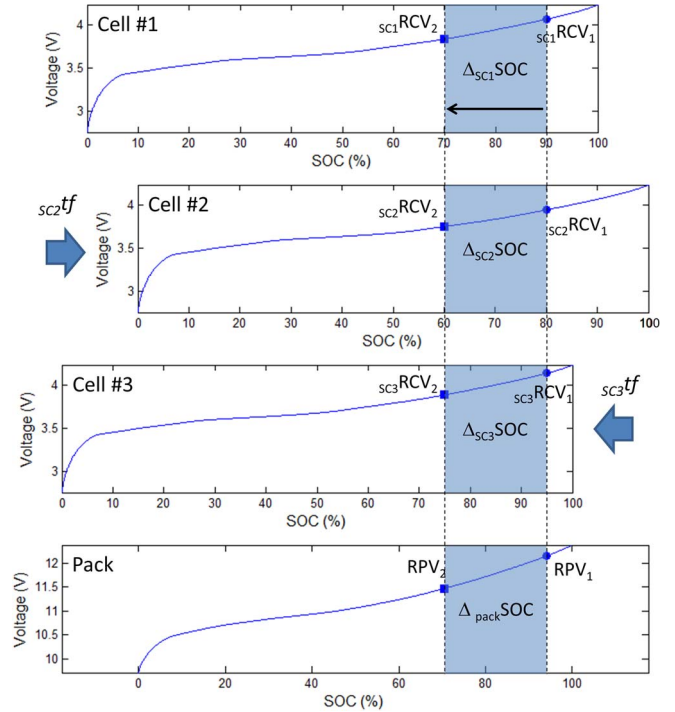 Cell #1
SC1RCV2
SC1RCV1
ΔSC1SOC
Voltage (V)
4
3.5
3
0 10 20 30 40 50 60 70 80 90 100
SOC (%)
SC2tf
Cell #2
SC2RCV2
SC2RCV1
ΔSC2SOC
Voltage (V)
4
3.5
3
0 10 20 30 40 50 60 70 80 90 100
SOC (%)
Cell #3
SC3RCV2
SC3RCV1
SC3tf
ΔSC3SOC
Voltage (V)
4
3.5
3
0 10 20 30 40 50 60 70 80 90 100
SOC (%)
Pack
RPV2
RPV1
Δ packSOC
Voltage (V)
12
11.5
11
10.5
10
0 20 40 60 80 100
SOC (%)